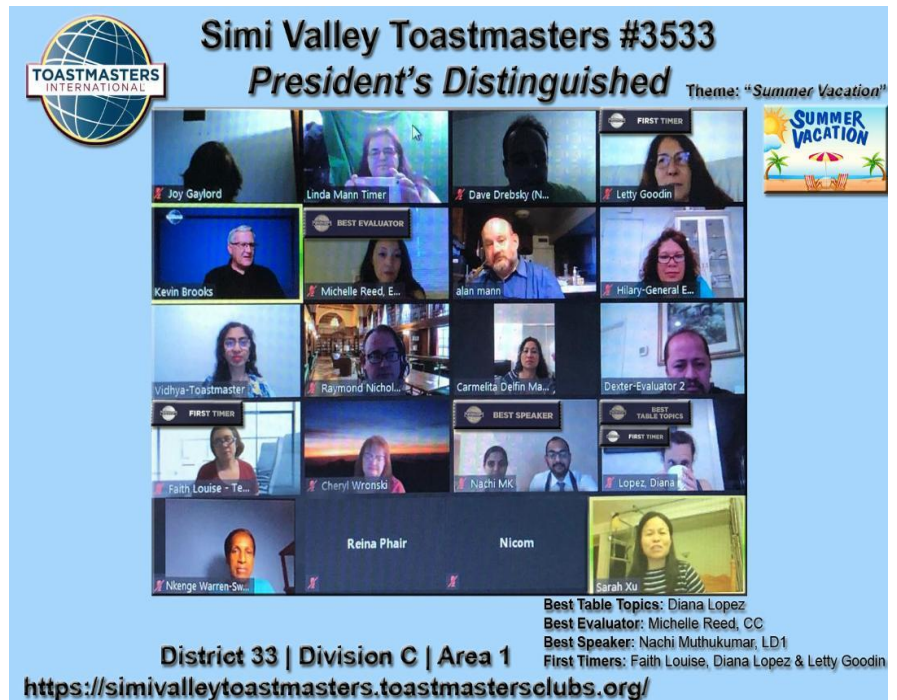 Simi Valley Toastmasters #3533
President's Distinguished
Theme: "Summer Vacation"
TOASTMASTERS
INTERNATIONAL
SUMMER
VACATION
FIRST TIMER
Joy Gaylord
Linda Mann Timer
Dave Drebsky (N...
Letty Goodin
BEST EVALUATOR
Kevin Brooks
Michelle Reed, E...
alan mann
Hilary-General E...
Vidhya-Toastmaster
Raymond Nichol...
Carmelita Delfin Ma...
Dexter-Evaluator 2
FIRST TIMER
BEST SPEAKER
BEST
TABLE TOPICS
FIRST TIMER
Faith Louise - Te...
Cheryl Wronski
Nachi MK
Lopez, Diana
Reina Phair
Nicom
Nkenge Warren-Sw...
Sarah Xu
Best Table Topics: Diana Lopez
Best Evaluator: Michelle Reed, CC
Best Speaker: Nachi Muthukumar, LD1
First Timers: Faith Louise, Diana Lopez & Letty Goodin
District 33 | Division C | Area 1
https://simivalleytoastmasters.toastmastersclubs.org/